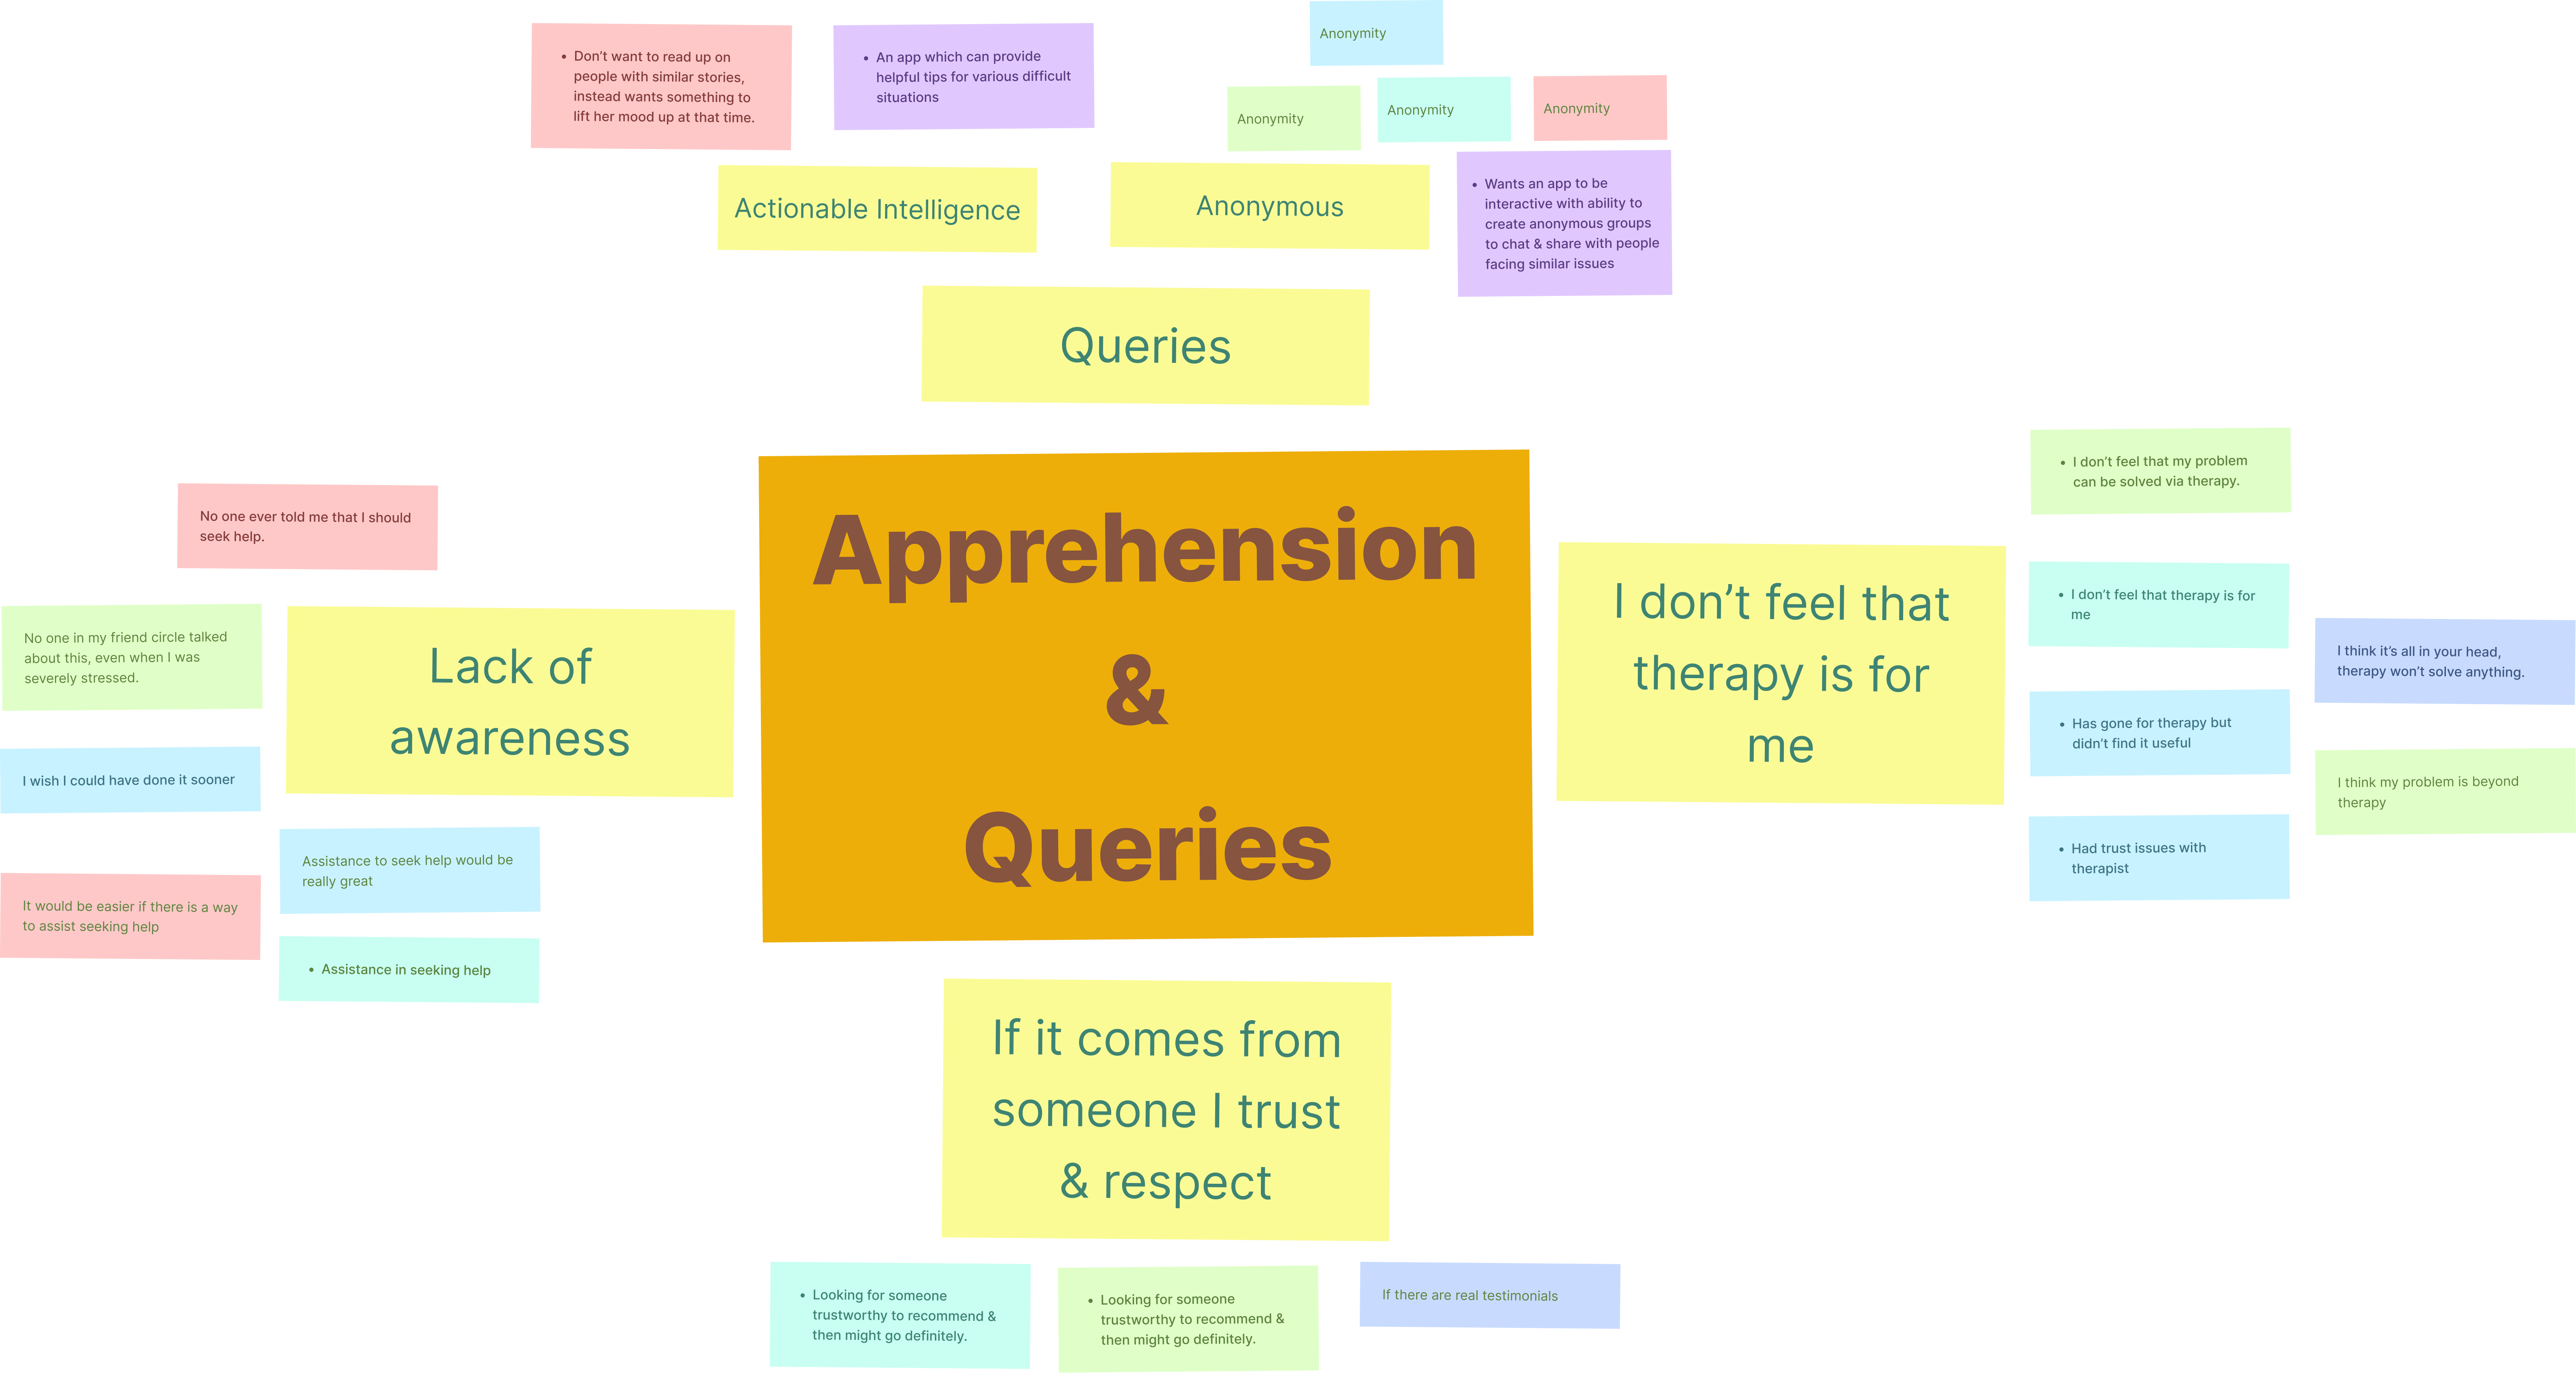 • Don’t want to read up on
people with similar stories,
instead wants something to
lift her mood up at that time.
• An app which can provide
helpful tips for various difficult
situations
Anonymity
Anonymity
Anonymity
Anonymity
Actionable Intelligence
Anonymous
• Wants an app to be
interactive with ability to
create anonymous groups
to chat & share with people
facing similar issues
Queries
Apprehension
&
Queries
No one ever told me that I should
seek help.
No one in my friend circle talked
about this, even when I was
severely stressed.
Lack of
awareness
I wish I could have done it sooner
Assistance to seek help would be
really great
It would be easier if there is a way
to assist seeking help
• Assistance in seeking help
I don’t feel that
therapy is for
me
• I don’t feel that my problem
can be solved via therapy.
• I don’t feel that therapy is for
me
I think it’s all in your head,
therapy won’t solve anything.
• Has gone for therapy but
didn’t find it useful
I think my problem is beyond
therapy
• Had trust issues with
therapist
If it comes from
someone I trust
& respect
• Looking for someone
trustworthy to recommend &
then might go definitely.
• Looking for someone
trustworthy to recommend &
then might go definitely.
If there are real testimonials